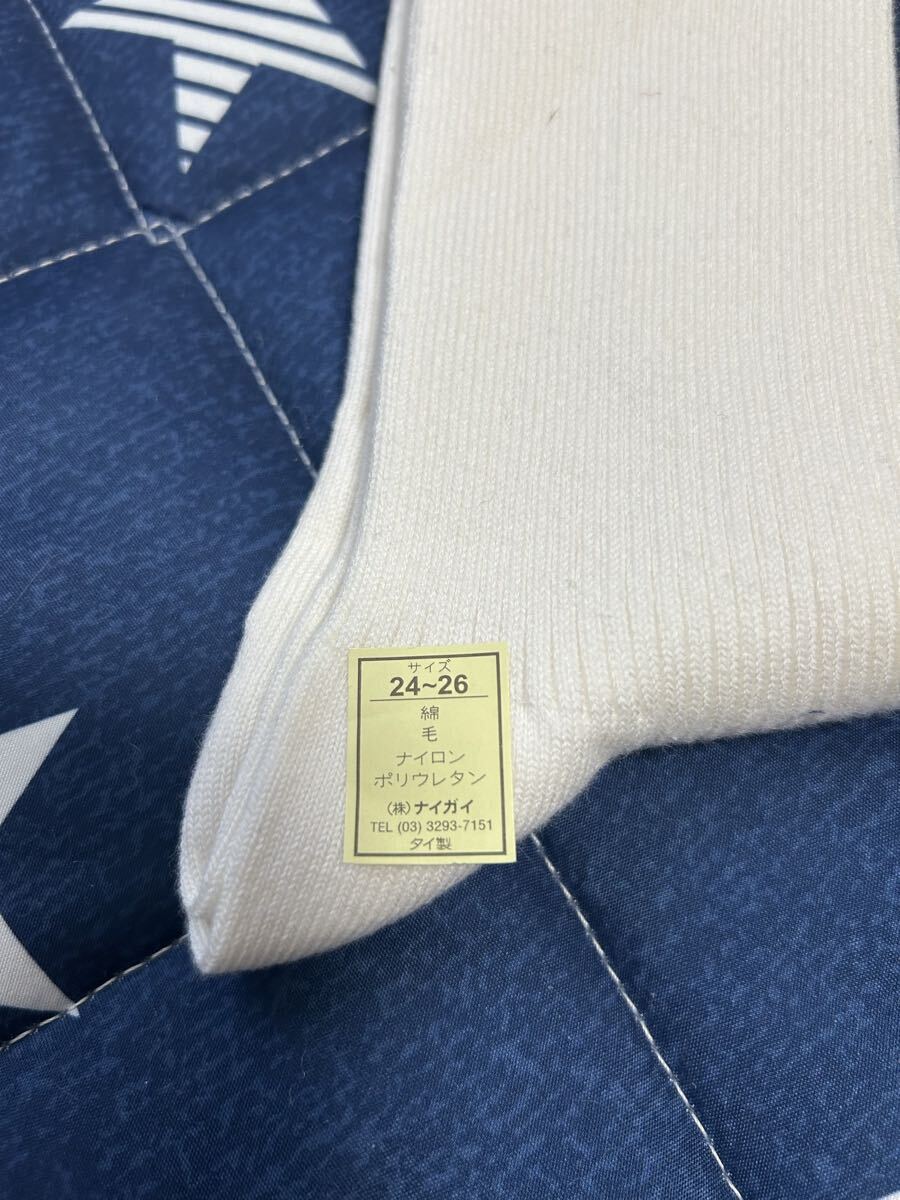 サイズ
24~26
綿
毛
ナイロン
ポリウレタン
(株)ナイガイ
TEL (03) 3293-7151
タイ製